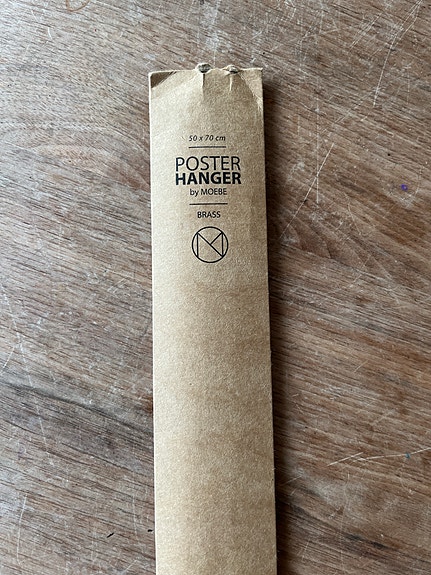 50 x 70 cm
POSTER
HANGER
by MOEBE
BRASS